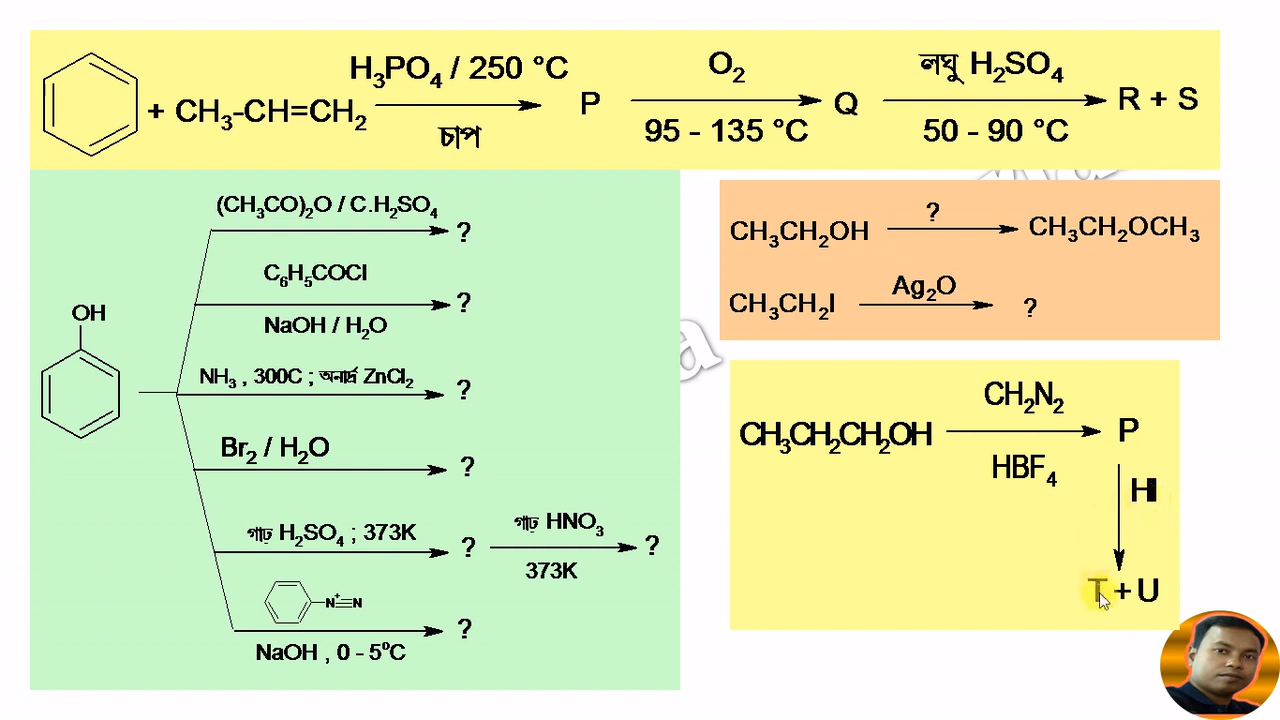 H₃PO₄ / 250 °C
+ CH₃-CH=CH₂ চাপ P
O₂
95 - 135 °C
Q
লঘু H₂SO₄
50 - 90 °C
R + S
OH
(CH₃CO)₂O / C.H₂SO₄
?
C₆H₅COCl
NaOH / H₂O
?
NH₃ , 300C ; অনার্দ্র ZnCl₂
?
Br₂ / H₂O
?
গাঢ় H₂SO₄ ; 373K
?
গাঢ় HNO₃
373K
?
N⁺≡N
NaOH , 0 - 5°C
?
CH₃CH₂OH ? CH₃CH₂OCH₃
CH₃CH₂I Ag₂O ?
CH₃CH₂CH₂OH
CH₂N₂
HBF₄
P
HI
T + U